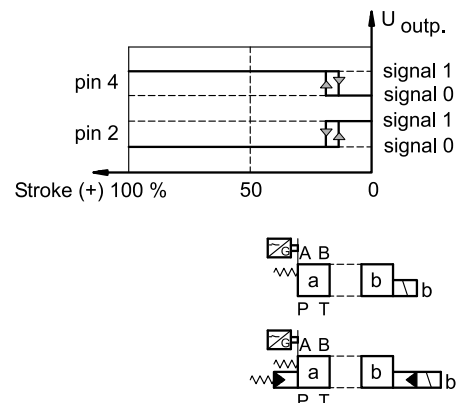 U outp.
signal 1
pin 4
signal 0
signal 1
pin 2
signal 0
Stroke (+) 100 % 50 0
G A B
a b b
P T
G A B
a b b
P T